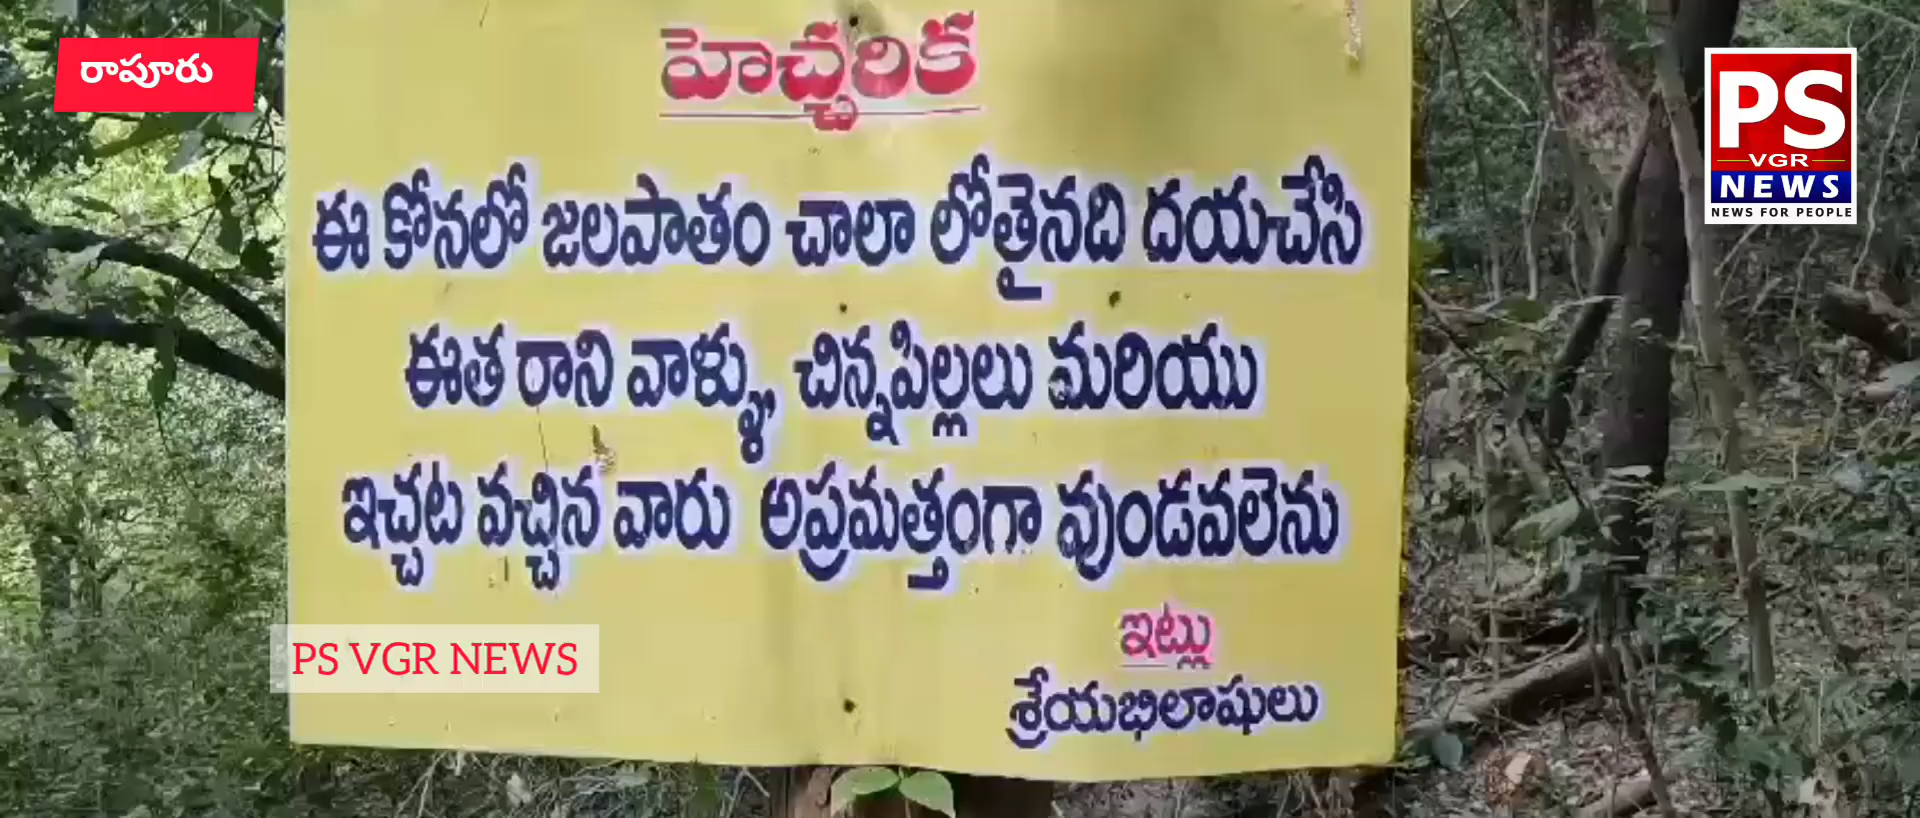 రాపూరు
PS
VGR
NEWS
NEWS FOR PEOPLE
హెచ్చరిక
ఈ కోనలో జలపాతం చాలా లోతైనది దయచేసి
ఈత రాని వాళ్ళు, చిన్నపిల్లలు మరియు
ఇచ్చట వచ్చిన వారు అప్రమత్తంగా వుండవలెను
ఇట్లు
శ్రేయభిలాషులు
PS VGR NEWS